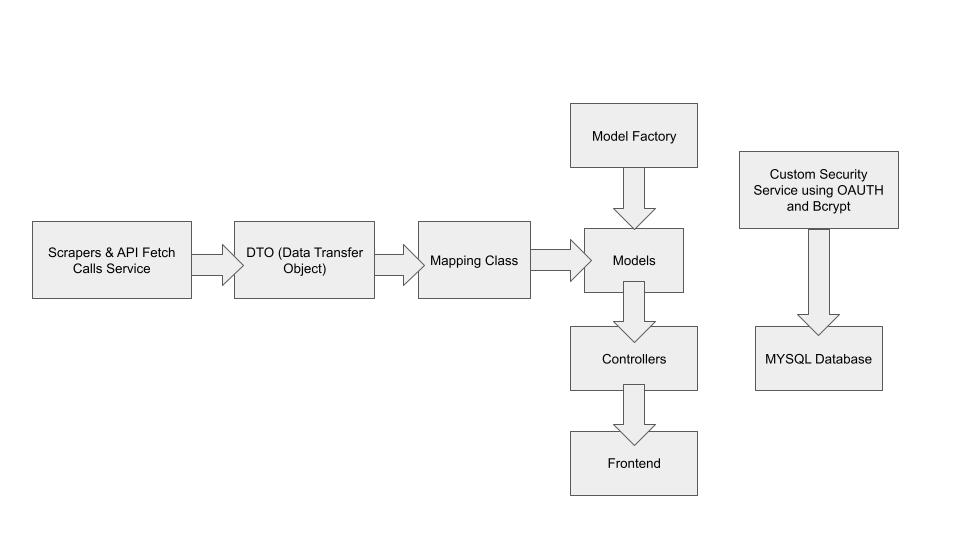 Model Factory
Custom Security
Service using OAUTH
and Bcrypt
Scrapers & API Fetch
Calls Service
DTO (Data Transfer
Object)
Mapping Class
Models
Controllers
MYSQL Database
Frontend